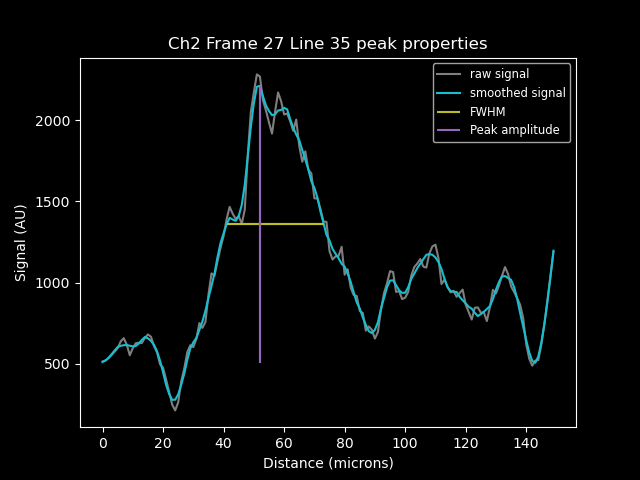 Ch2 Frame 27 Line 35 peak properties
raw signal
smoothed signal
FWHM
Peak amplitude
Signal (AU)
2000
1500
1000
500
0 20 40 60 80 100 120 140
Distance (microns)